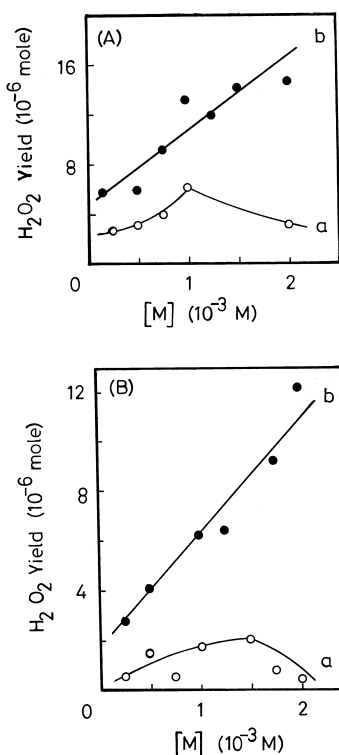 (A)
b
16
8
0
a
1
2
H₂O₂ Yield (10⁻⁶ mole)
[M] (10⁻³ M)
(B)
b
12
8
4
0
a
1
2
H₂O₂ Yield (10⁻⁶ mole)
[M] (10⁻³ M)